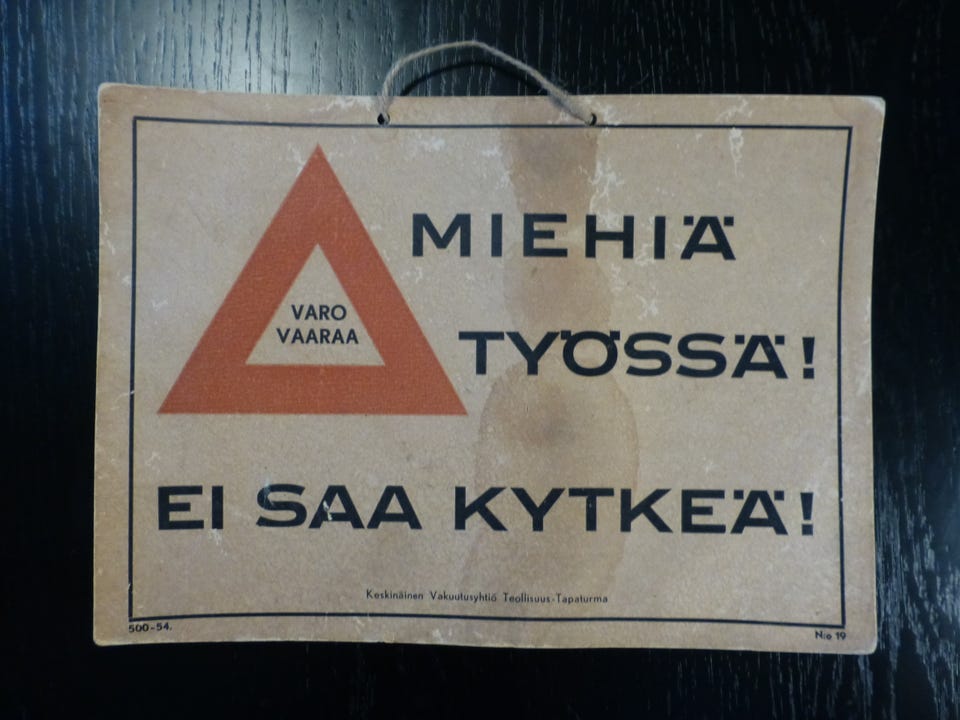 MIEHIÄ
VARO
VAARAA
TYÖSSÄ!
EI SAA KYTKEÄ!
Keskinäinen Vakuutusyhtiö Teollisuus-Tapaturma
500-54.
N:o 19